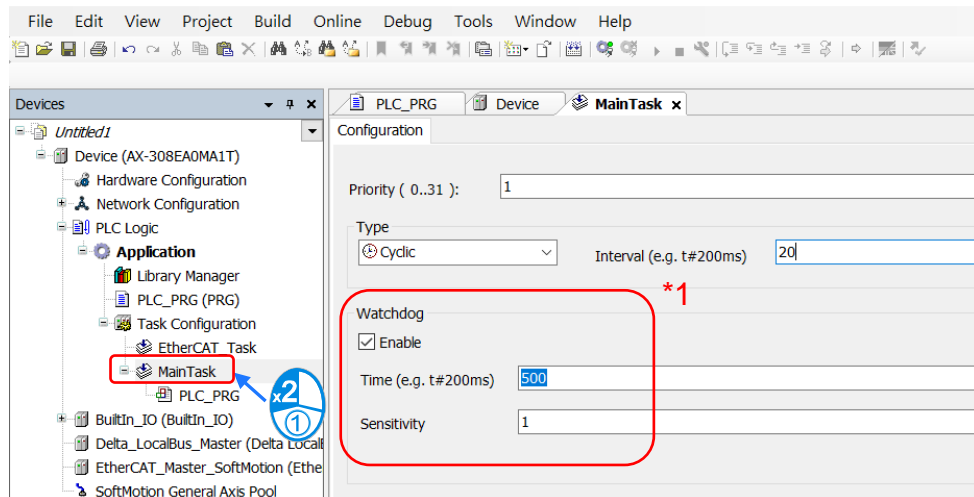 File Edit View Project Build Online Debug Tools Window Help
Devices
PLC_PRG Device MainTask
Untitled1
Configuration
Device (AX-308EA0MA1T)
Hardware Configuration
Priority ( 0..31 ): 1
Network Configuration
PLC Logic
Type
Application
Cyclic Interval (e.g. t#200ms) 20
Library Manager
*1
PLC_PRG (PRG)
Watchdog
Task Configuration
Enable
EtherCAT_Task
MainTask
Time (e.g. t#200ms) 500
x2
PLC_PRG
1
BuiltIn_IO (BuiltIn_IO)
Sensitivity 1
Delta_LocalBus_Master (Delta LocalB
EtherCAT_Master_SoftMotion (Ethe
SoftMotion General Axis Pool